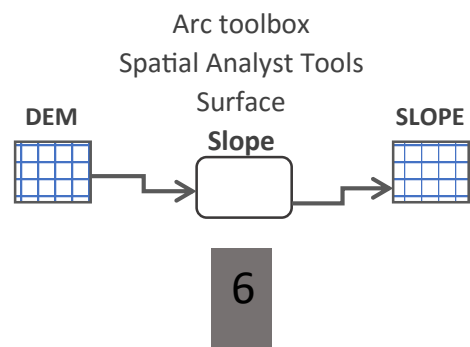 Arc toolbox
Spatial Analyst Tools
Surface
DEM
Slope
SLOPE
6